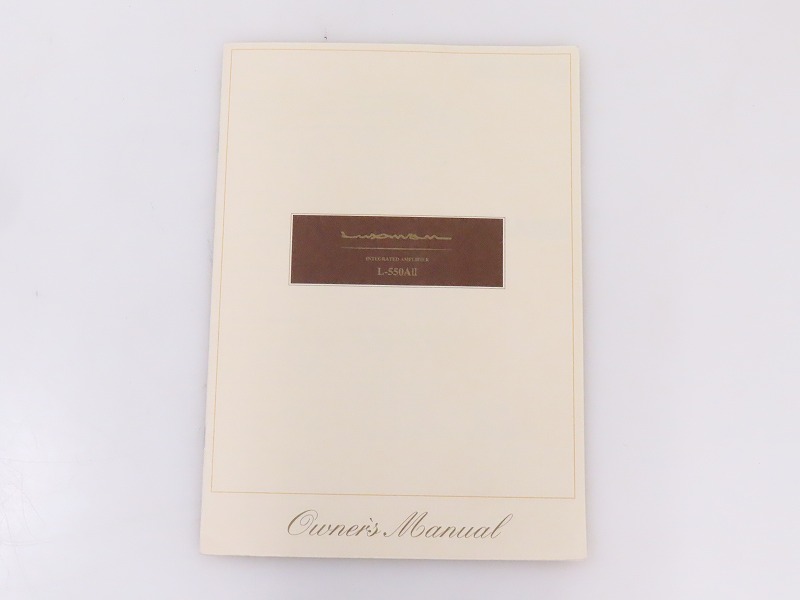 LUXMAN
INTEGRATED AMPLIFIER
L-550AII
Owner's Manual